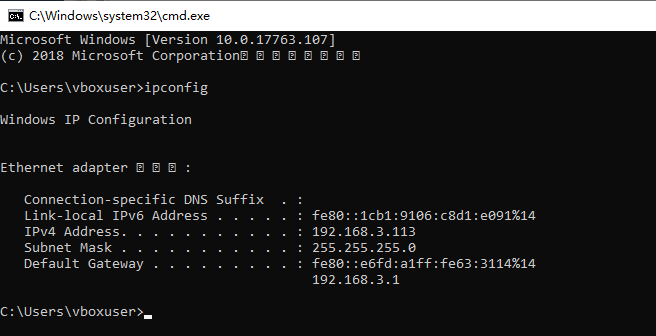 C:\Windows\system32\cmd.exe
Microsoft Windows [Version 10.0.17763.107]
(c) 2018 Microsoft Corporation
C:\Users\vboxuser>ipconfig
Windows IP Configuration
Ethernet adapter :
Connection-specific DNS Suffix . :
Link-local IPv6 Address . . . . . : fe80::1cb1:9106:c8d1:e091%14
IPv4 Address. . . . . . . . . . . : 192.168.3.113
Subnet Mask . . . . . . . . . . . : 255.255.255.0
Default Gateway . . . . . . . . . : fe80::e6fd:a1ff:fe63:3114%14
192.168.3.1
C:\Users\vboxuser>